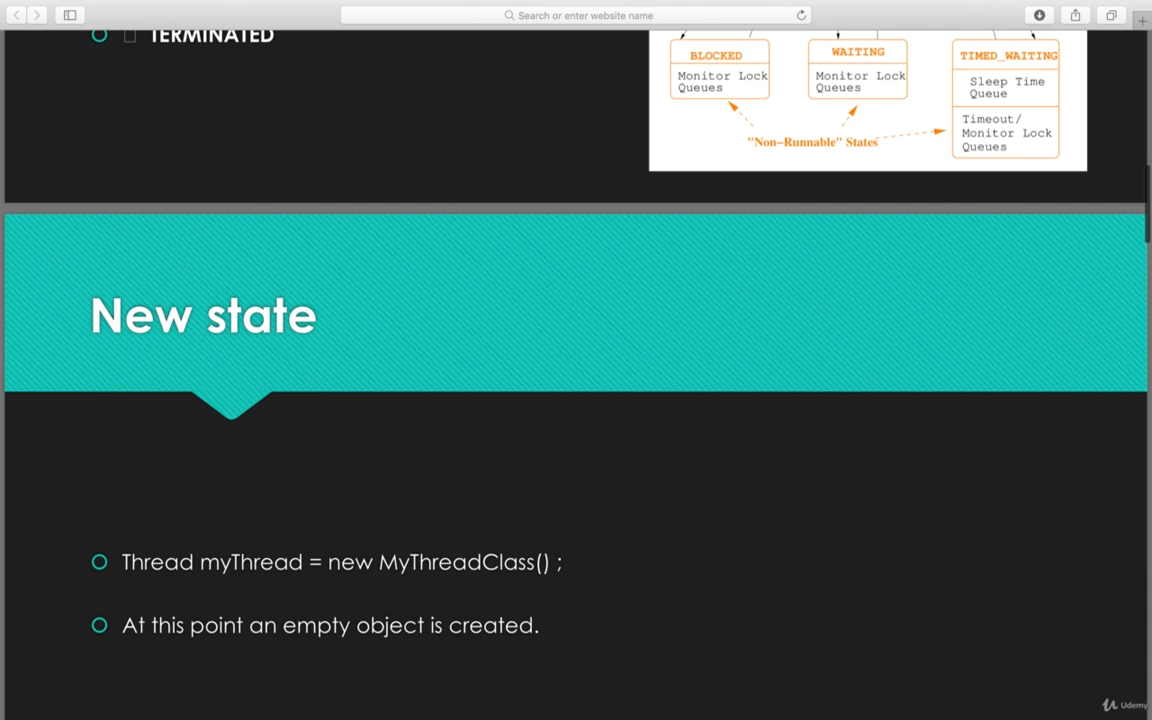 Search or enter website name
TERMINATED
BLOCKED
Monitor Lock
Queues
WAITING
Monitor Lock
Queues
TIMED_WAITING
Sleep Time
Queue
Timeout/
Monitor Lock
Queues
"Non-Runnable" States
New state
Thread myThread = new MyThreadClass() ;
At this point an empty object is created.
Udemy